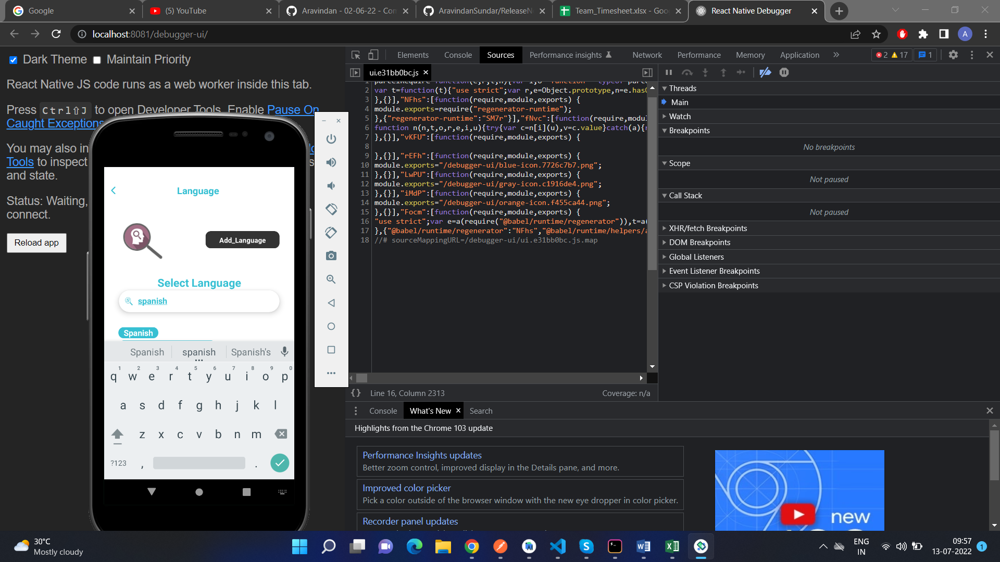 Google
(5) YouTube
Aravindan - 02-06-22 - Con
AravindanSundar/ReleaseN
Team_Timesheet.xlsx - Goo
React Native Debugger
localhost:8081/debugger-ui/
A
Dark Theme
Maintain Priority
React Native JS code runs as a web worker inside this tab.
Press Ctrl⇧J to open Developer Tools. Enable Pause On
Caught Exceptions
You may also in
Tools to inspect
and state.
Status: Waiting,
connect.
Reload app
Language
Add_Language
Select Language
spanish
Spanish
Spanish spanish Spanish's
1 2 3 4 5 6 7 8 9 0
q w e r t y u i o p
a s d f g h j k l
z x c v b n m
?123 , .
Elements Console Sources Performance insights Network Performance Memory Application
2 17 1
ui.e31bb0bc.js
2 var t=function(t){"use strict";var r,e=Object.prototype,n=e.hasO
3 },{}],"NFhs":[function(require,module,exports) {
4 module.exports=require("regenerator-runtime");
5 },{"regenerator-runtime":"SM7r"}],"fNvc":[function(require,modul
6 function n(n,t,o,r,e,i,u){try{var c=n[i](u),v=c.value}catch(a){r
7 },{}],"vKFU":[function(require,module,exports) {
8
9 },{}],"rEFh":[function(require,module,exports) {
10 module.exports="/debugger-ui/blue-icon.7726c7b7.png";
11 },{}],"LwPU":[function(require,module,exports) {
12 module.exports="/debugger-ui/gray-icon.c1916de4.png";
13 },{}],"iMdP":[function(require,module,exports) {
14 module.exports="/debugger-ui/orange-icon.f455ca44.png";
15 },{}],"Focm":[function(require,module,exports) {
16 "use strict";var e=a(require("@babel/runtime/regenerator")),t=a(
17 },{"@babel/runtime/regenerator":"NFhs","@babel/runtime/helpers/a
18 //# sourceMappingURL=/debugger-ui/ui.e31bb0bc.js.map
{} Line 16, Column 2313
Coverage: n/a
Threads
Main
Watch
Breakpoints
No breakpoints
Scope
Not paused
Call Stack
Not paused
XHR/fetch Breakpoints
DOM Breakpoints
Global Listeners
Event Listener Breakpoints
CSP Violation Breakpoints
Console What's New Search
Highlights from the Chrome 103 update
Performance Insights updates
Better zoom control, improved display in the Details pane, and more.
Improved color picker
Pick a color outside of the browser window with the new eye dropper in color picker.
Recorder panel updates
new
30°C
Mostly cloudy
ENG
IN
09:57
13-07-2022
1